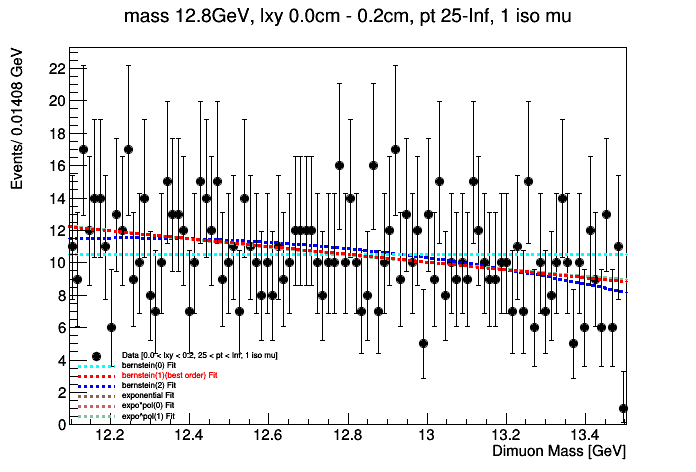 mass 12.8GeV, lxy 0.0cm - 0.2cm, pt 25-Inf, 1 iso mu
Events/ 0.01408 GeV
22
20
18
16
14
12
10
8
6
4
2
0
Data [0.0 < lxy < 0.2, 25 < pt < Inf, 1 iso mu]
bernstein(0) Fit
bernstein(1)(best order) Fit
bernstein(2) Fit
exponential Fit
expo*pol(0) Fit
expo*pol(1) Fit
12.2 12.4 12.6 12.8 13 13.2 13.4
Dimuon Mass [GeV]